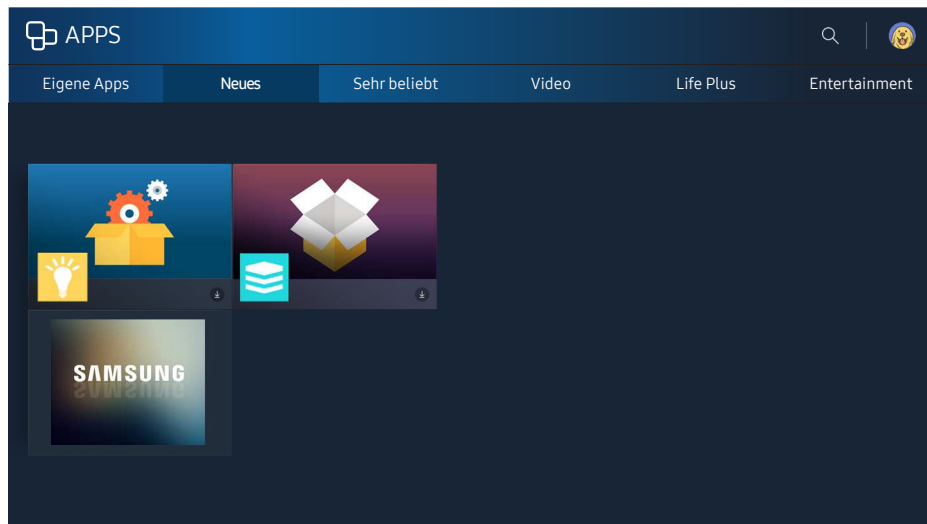 APPS
Eigene Apps Neues Sehr beliebt Video Life Plus Entertainment
SAMSUNG